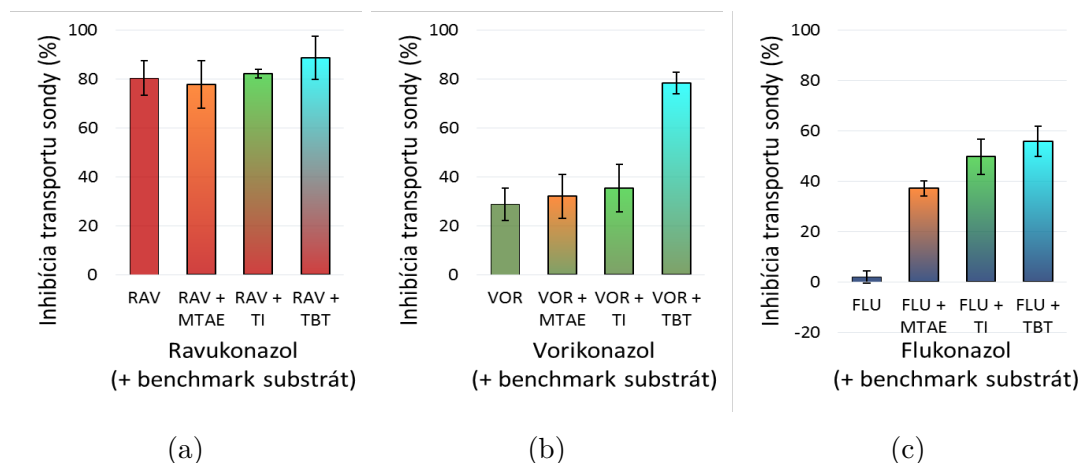 Inhibícia transportu sondy (%)
100
80
60
40
20
0
RAV
RAV +
MTAE
RAV +
TI
RAV +
TBT
Ravukonazol
(+ benchmark substrát)
(a)
Inhibícia transportu sondy (%)
100
80
60
40
20
0
VOR
VOR +
MTAE
VOR +
TI
VOR +
TBT
Vorikonazol
(+ benchmark substrát)
(b)
Inhibícia transportu sondy (%)
100
80
60
40
20
0
-20
FLU
FLU +
MTAE
FLU +
TI
FLU +
TBT
Flukonazol
(+ benchmark substrát)
(c)